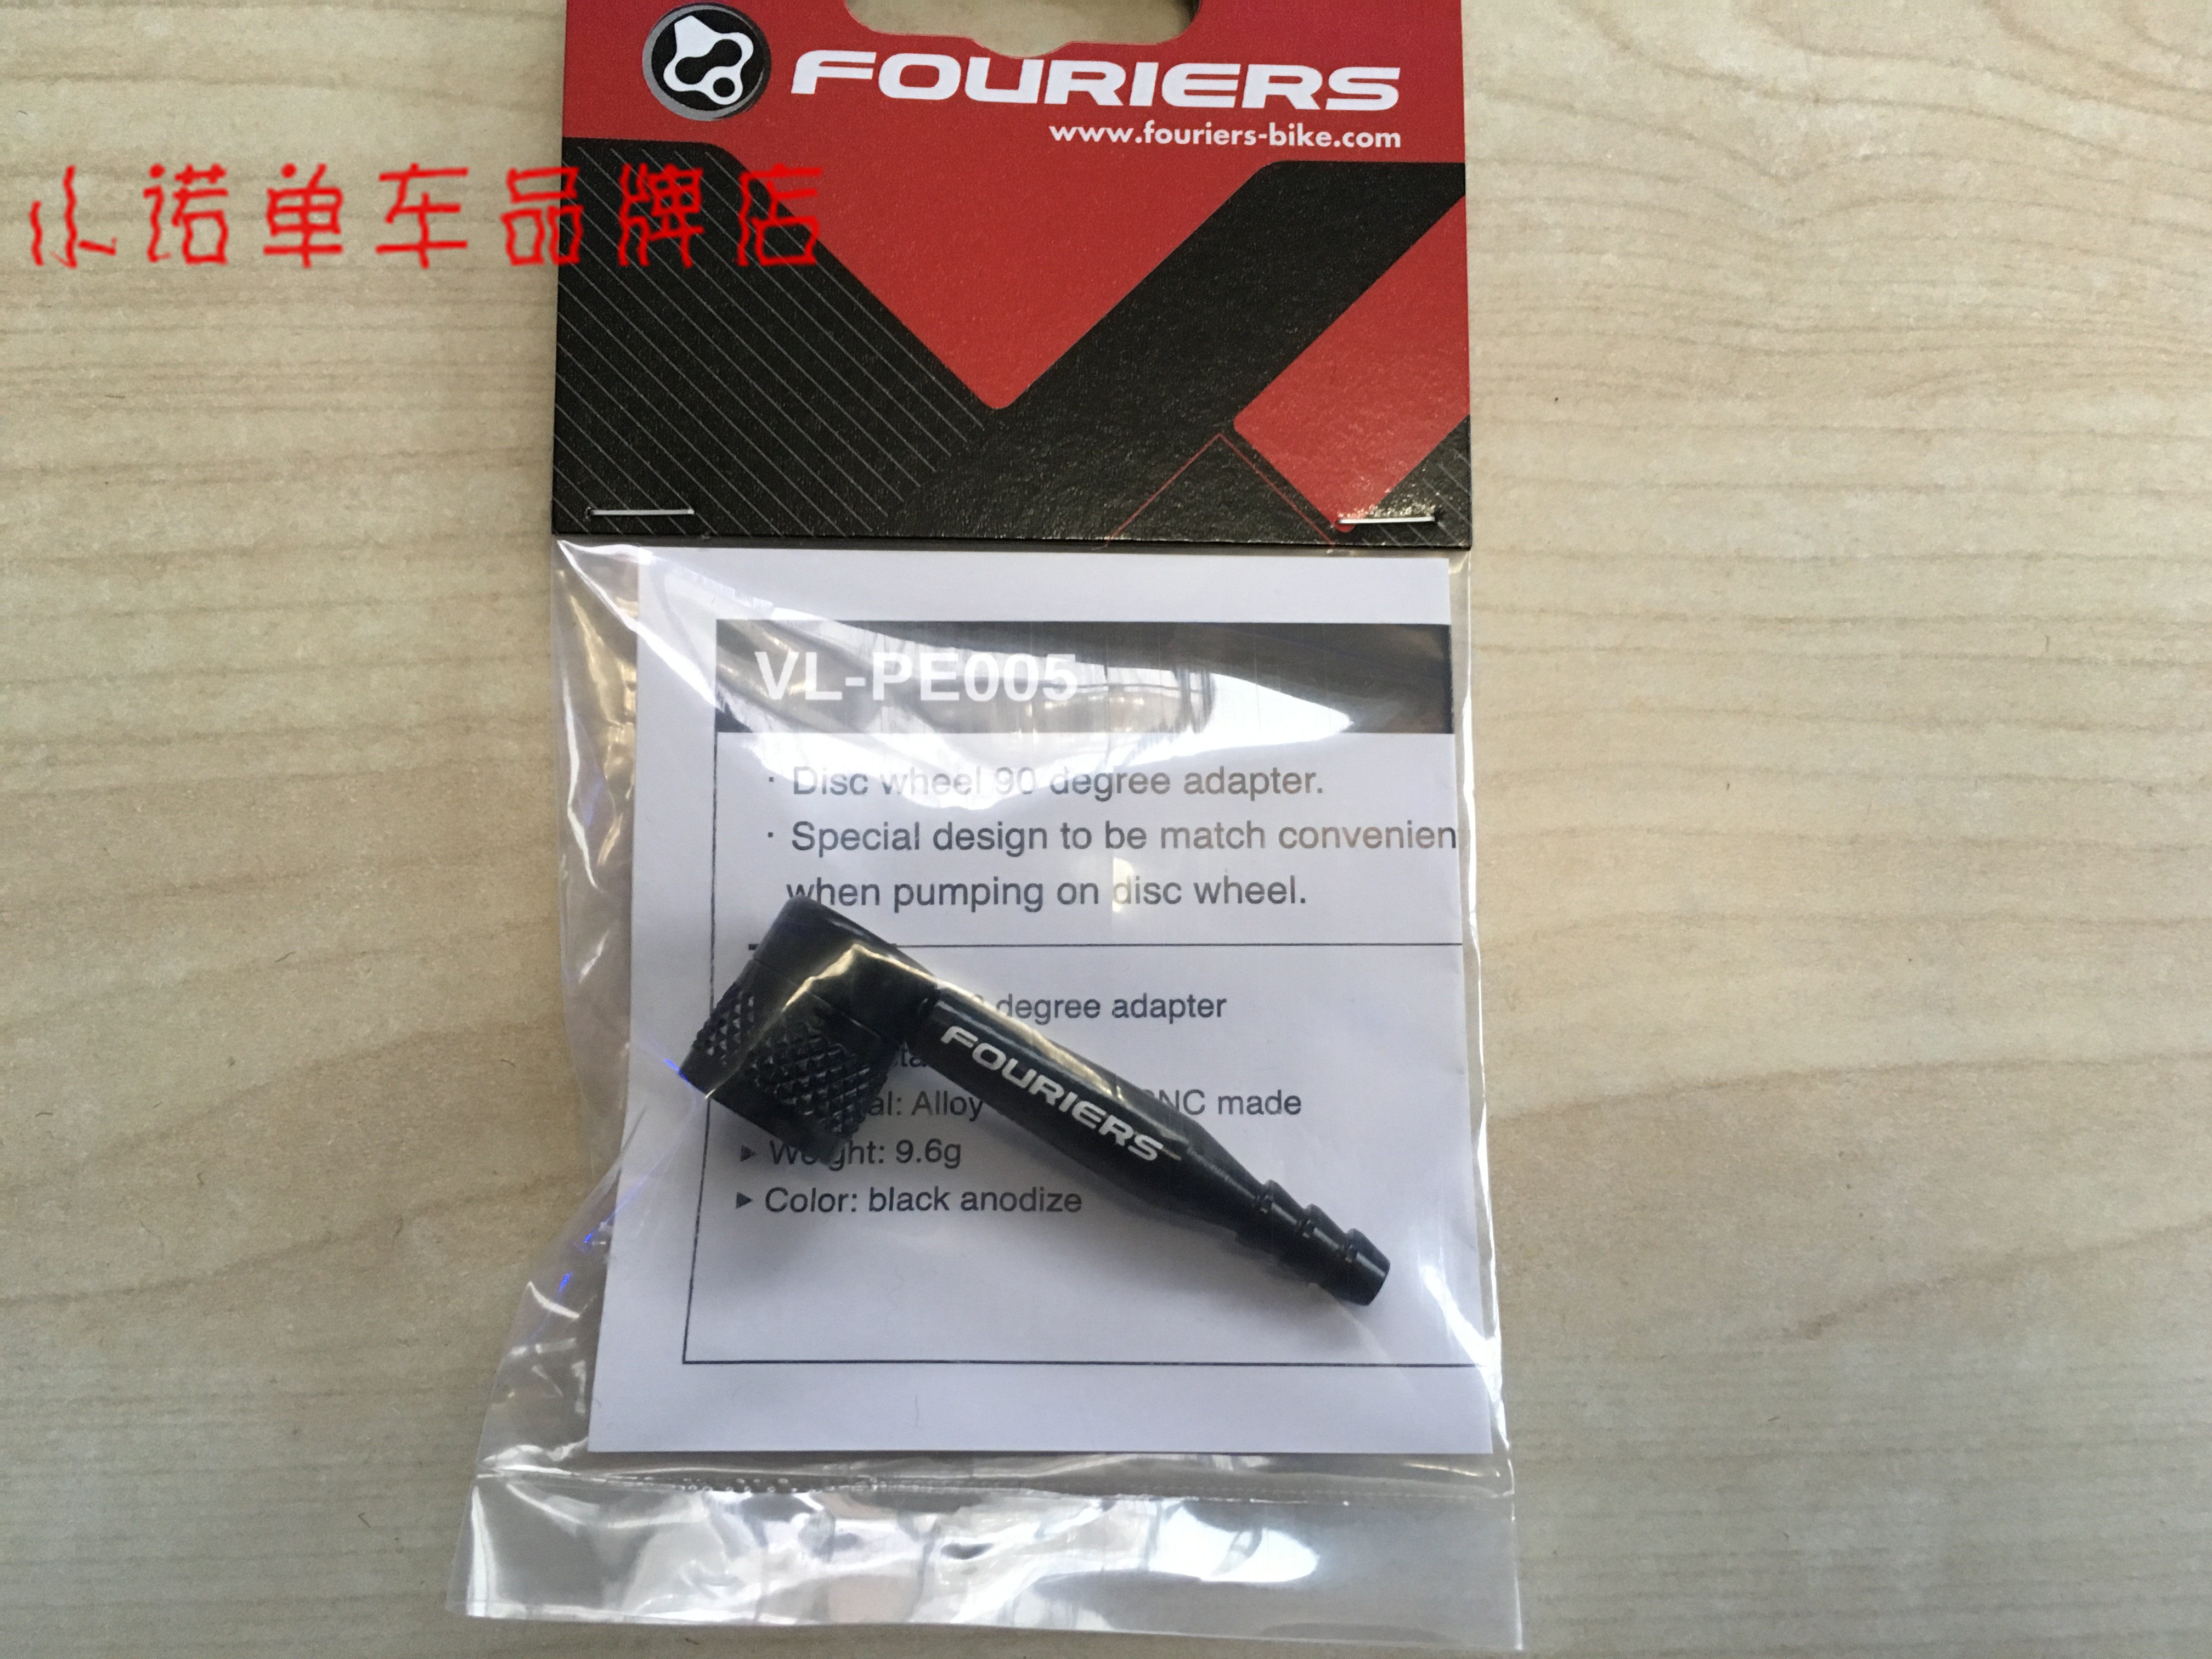 FOURIERS
www.fouriers-bike.com
小诺单车品牌店
VL-PE005
· Disc wheel 90 degree adapter.
· Special design to be match convenien
when pumping on disc wheel.
degree adapter
al: Alloy CNC made
► Weight: 9.6g
► Color: black anodize
FOURIERS